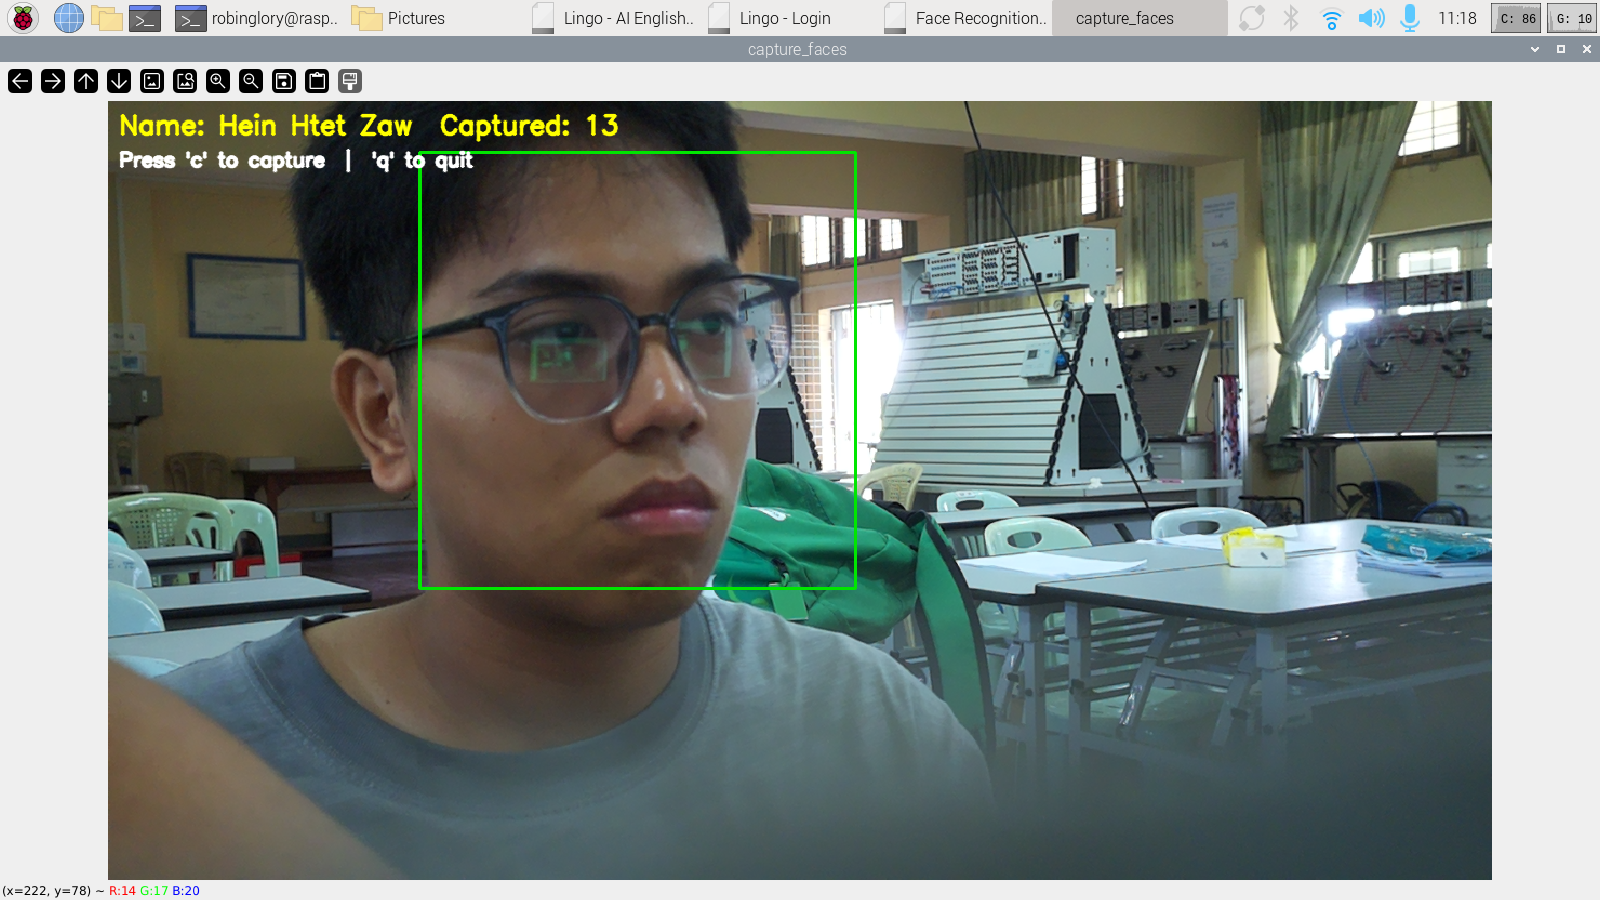 robinglory@rasp..
Pictures
Lingo - AI English..
Lingo - Login
Face Recognition..
capture_faces
11:18
C: 86
G: 10
capture_faces
Name: Hein Htet Zaw Captured: 13
Press 'c' to capture | 'q' to quit
(x=222, y=78) ~ R:14 G:17 B:20